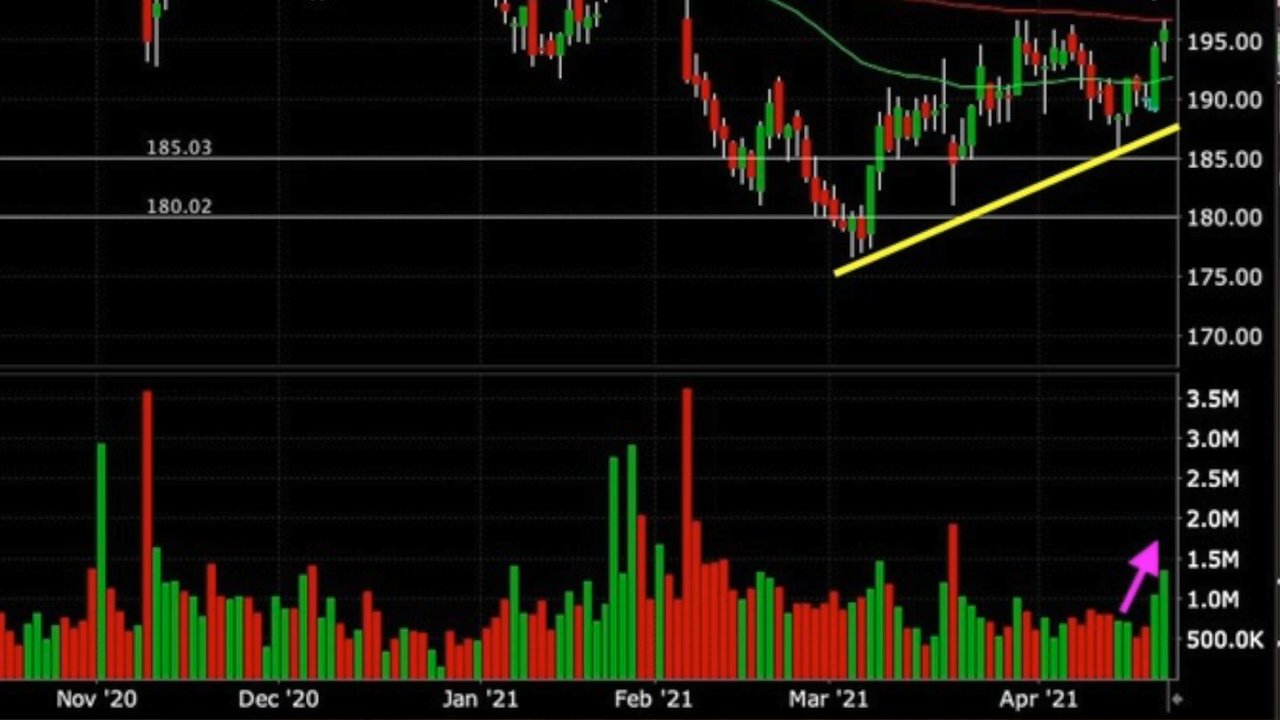 195.00
190.00
185.03
185.00
180.02
180.00
175.00
170.00
3.5M
3.0M
2.5M
2.0M
1.5M
1.0M
500.0K
Nov '20 Dec '20 Jan '21 Feb '21 Mar '21 Apr '21